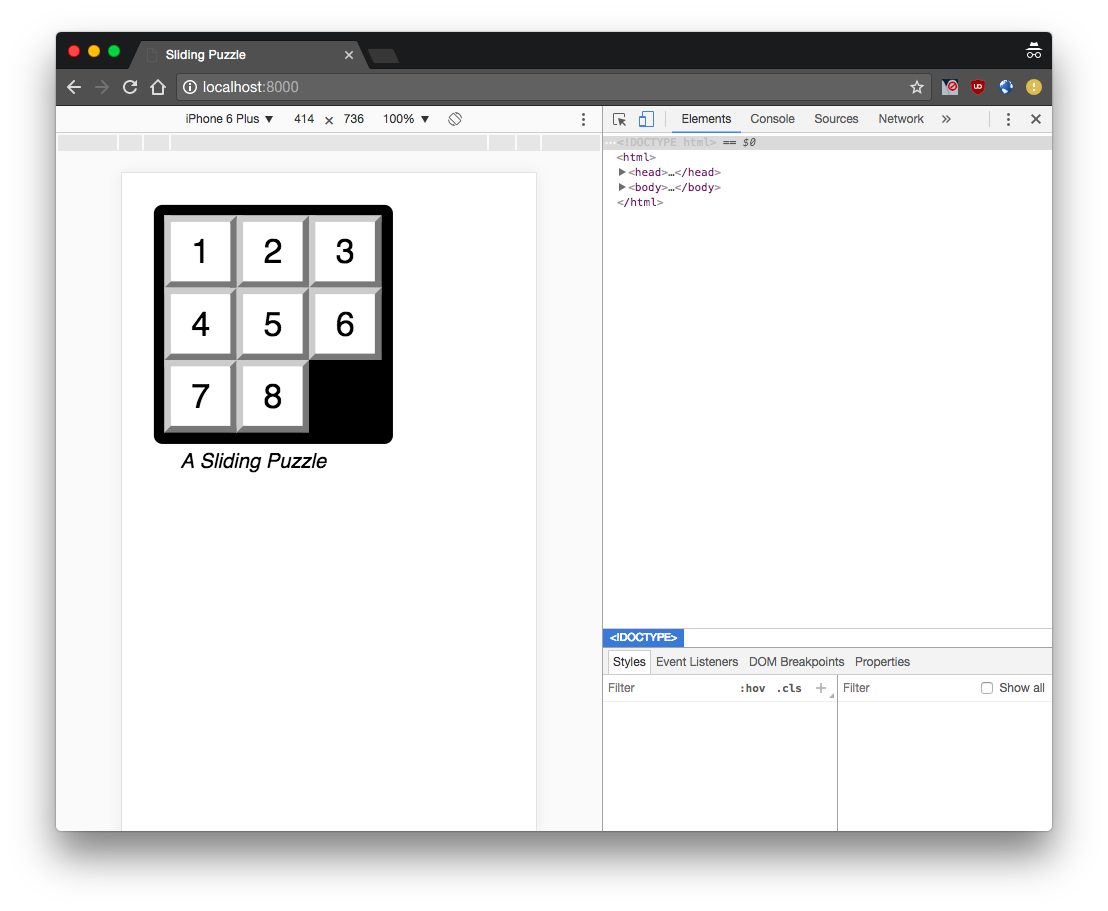 Sliding Puzzle
localhost:8000
iPhone 6 Plus 414 × 736 100%
Elements Console Sources Network »
…<!DOCTYPE html> == $0
<html>
<head>…</head>
<body>…</body>
</html>
1 2 3
4 5 6
7 8
A Sliding Puzzle
<!DOCTYPE>
Styles Event Listeners DOM Breakpoints Properties
Filter :hov .cls + Filter Show all